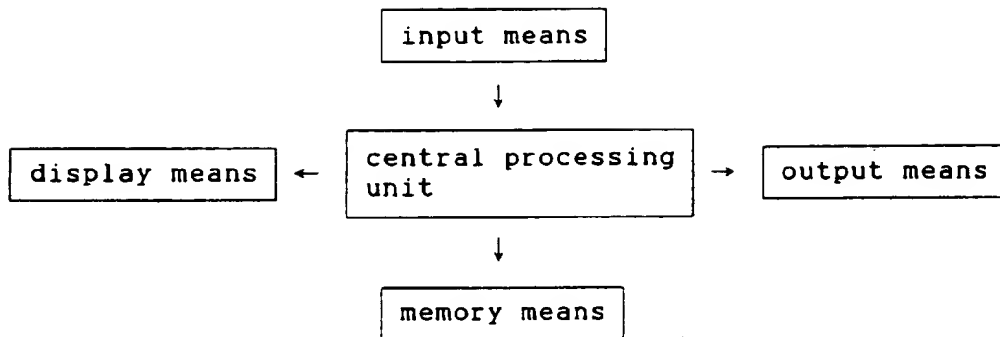 input means
display means
central processing
unit
output means
memory means